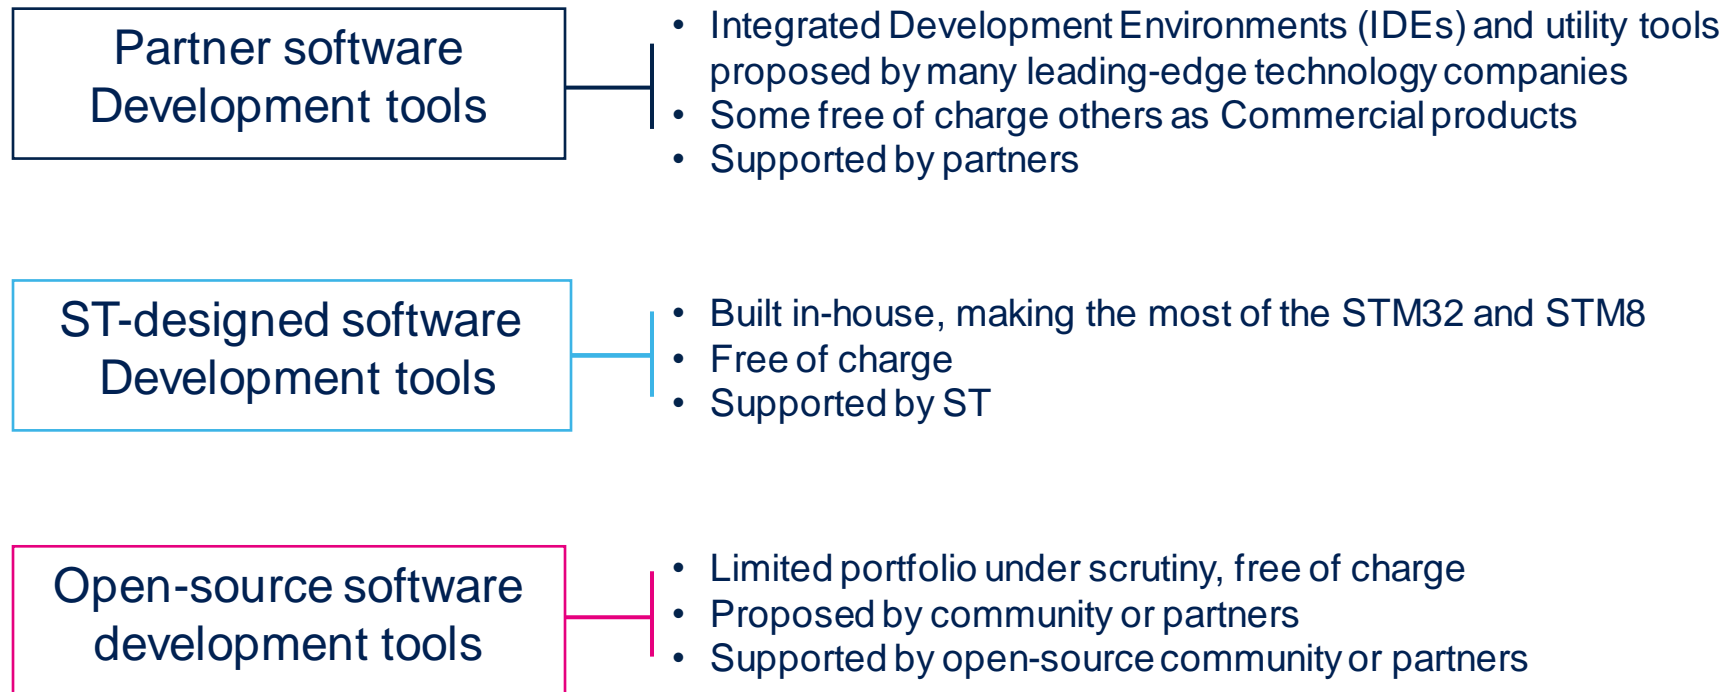 Partner software
Development tools
• Integrated Development Environments (IDEs) and utility tools
proposed by many leading-edge technology companies
• Some free of charge others as Commercial products
• Supported by partners
ST-designed software
Development tools
• Built in-house, making the most of the STM32 and STM8
• Free of charge
• Supported by ST
Open-source software
development tools
• Limited portfolio under scrutiny, free of charge
• Proposed by community or partners
• Supported by open-source community or partners